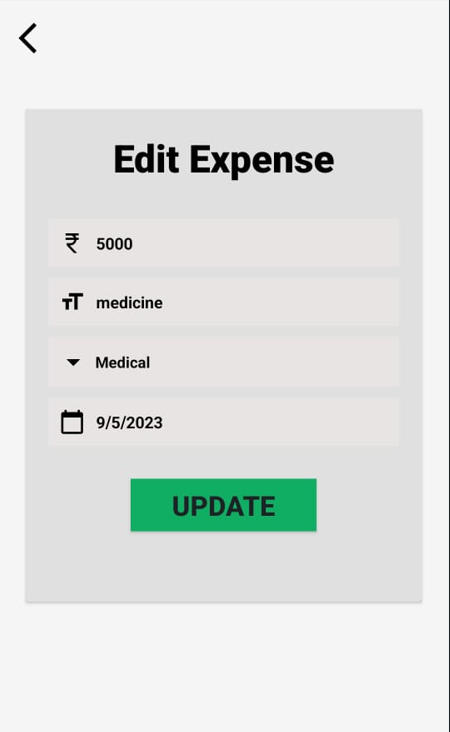 Edit Expense
₹ 5000
medicine
Medical
9/5/2023
UPDATE